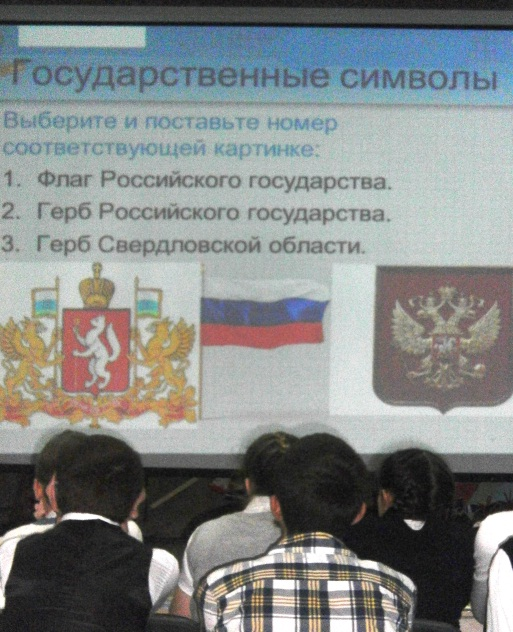 Государственные символы
Выберите и поставьте номер
соответствующей картинке:
1. Флаг Российского государства.
2. Герб Российского государства.
3. Герб Свердловской области.